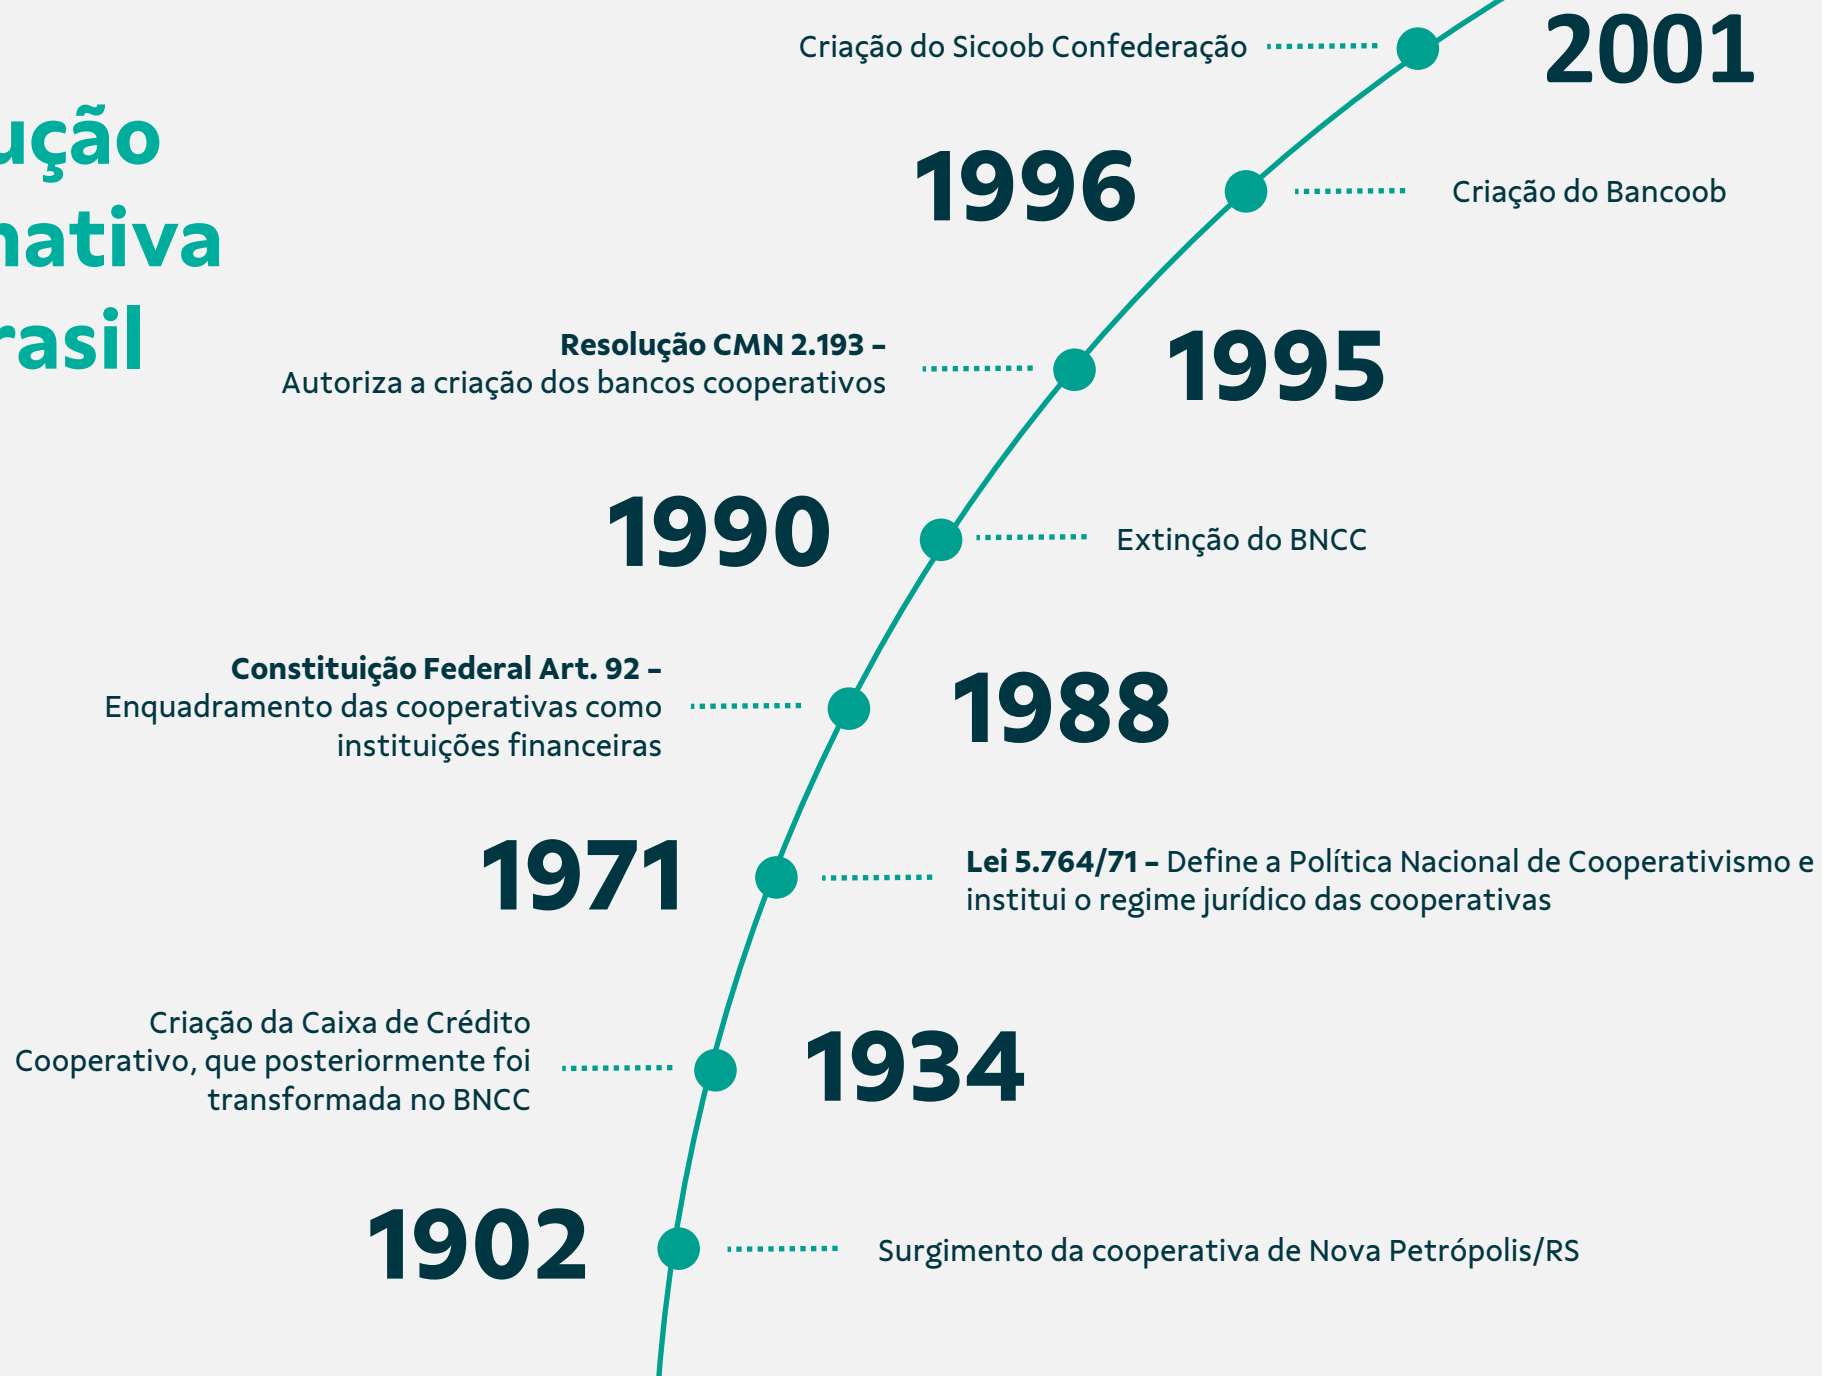 Criação do Sicoob Confederação
2001
ução
nativa
rasil
1996
Criação do Bancoob
Resolução CMN 2.193 –
Autoriza a criação dos bancos cooperativos
1995
1990
Extinção do BNCC
Constituição Federal Art. 92 –
Enquadramento das cooperativas como
instituições financeiras
1988
1971
Lei 5.764/71 – Define a Política Nacional de Cooperativismo e
institui o regime jurídico das cooperativas
Criação da Caixa de Crédito
Cooperativo, que posteriormente foi
transformada no BNCC
1934
1902
Surgimento da cooperativa de Nova Petrópolis/RS